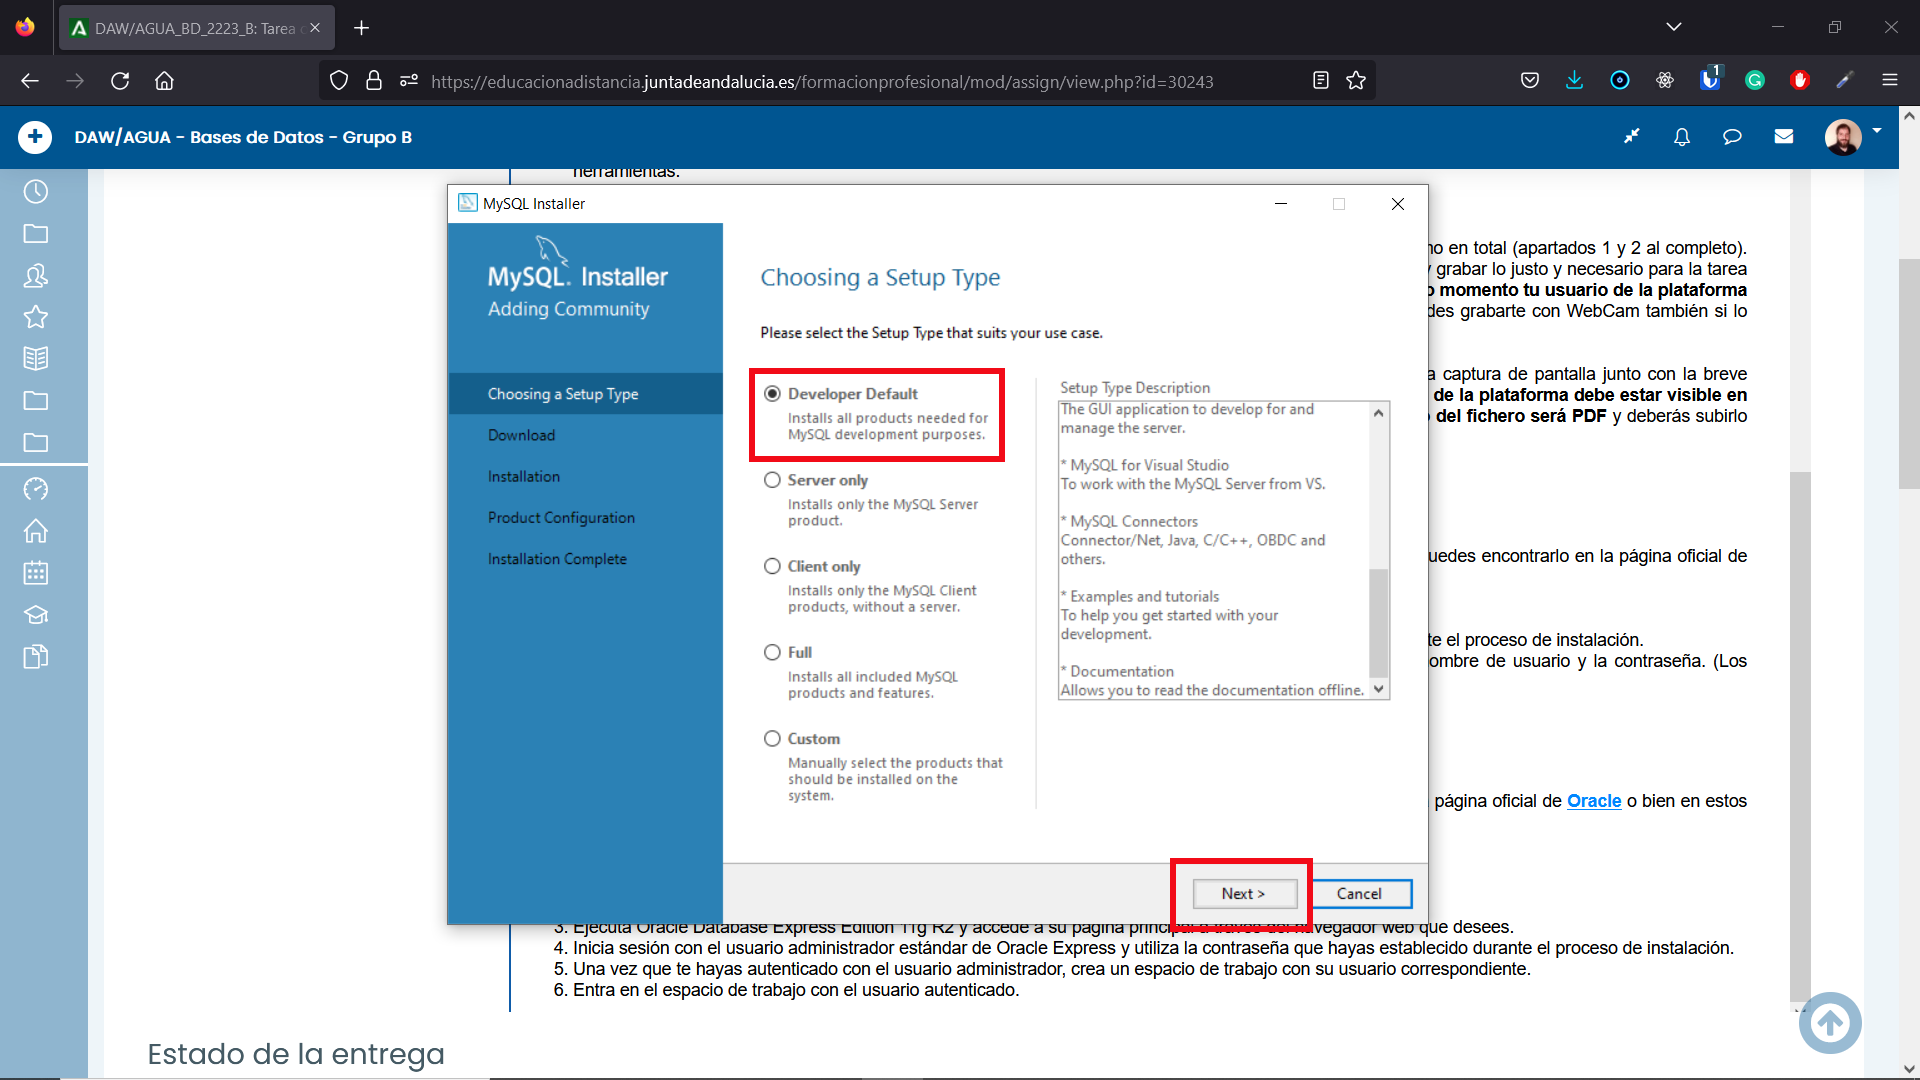 DAW/AGUA_BD_2223_B: Tarea
https://educacionadistancia.juntadeandalucia.es/formacionprofesional/mod/assign/view.php?id=30243
1
DAW/AGUA - Bases de Datos - Grupo B
herramientas.
MySQL Installer
MySQL. Installer
Adding Community
Choosing a Setup Type
Download
Installation
Product Configuration
Installation Complete
Choosing a Setup Type
Please select the Setup Type that suits your use case.
Developer Default
Installs all products needed for
MySQL development purposes.
Server only
Installs only the MySQL Server
product.
Client only
Installs only the MySQL Client
products, without a server.
Full
Installs all included MySQL
products and features.
Custom
Manually select the products that
should be installed on the
system.
Setup Type Description
The GUI application to develop for and
manage the server.
* MySQL for Visual Studio
To work with the MySQL Server from VS.
* MySQL Connectors
Connector/Net, Java, C/C++, OBDC and
others.
* Examples and tutorials
To help you get started with your
development.
* Documentation
Allows you to read the documentation offline.
Next >
Cancel
en total (apartados 1 y 2 al completo).
grabar lo justo y necesario para la tarea
momento tu usuario de la plataforma
des grabarte con WebCam también si lo
a captura de pantalla junto con la breve
de la plataforma debe estar visible en
del fichero será PDF y deberás subirlo
uedes encontrarlo en la página oficial de
te el proceso de instalación.
ombre de usuario y la contraseña. (Los
página oficial de Oracle o bien en estos
3. Ejecuta Oracle Database Express Edition 11g R2 y accede a su página principal a través del navegador web que desees.
4. Inicia sesión con el usuario administrador estándar de Oracle Express y utiliza la contraseña que hayas establecido durante el proceso de instalación.
5. Una vez que te hayas autenticado con el usuario administrador, crea un espacio de trabajo con su usuario correspondiente.
6. Entra en el espacio de trabajo con el usuario autenticado.
Estado de la entrega